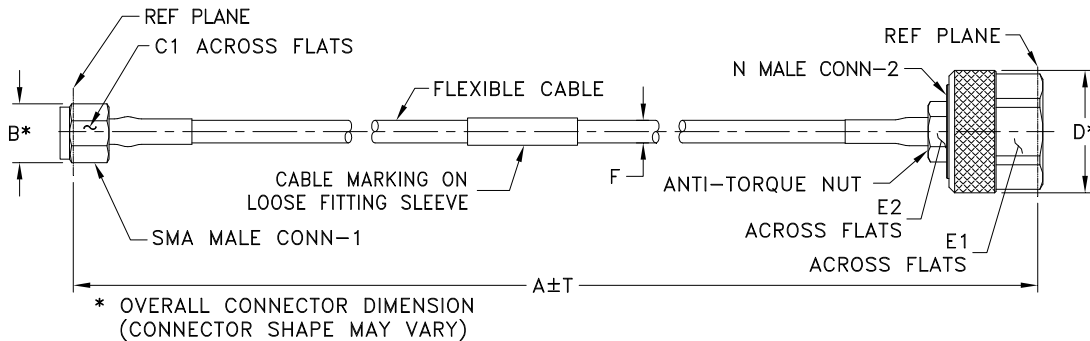 REF PLANE
C1 ACROSS FLATS
REF PLANE
N MALE CONN-2
FLEXIBLE CABLE
B*
D*
F
CABLE MARKING ON
LOOSE FITTING SLEEVE
ANTI-TORQUE NUT
E2
ACROSS FLATS
SMA MALE CONN-1
E1
ACROSS FLATS
A±T
* OVERALL CONNECTOR DIMENSION
(CONNECTOR SHAPE MAY VARY)